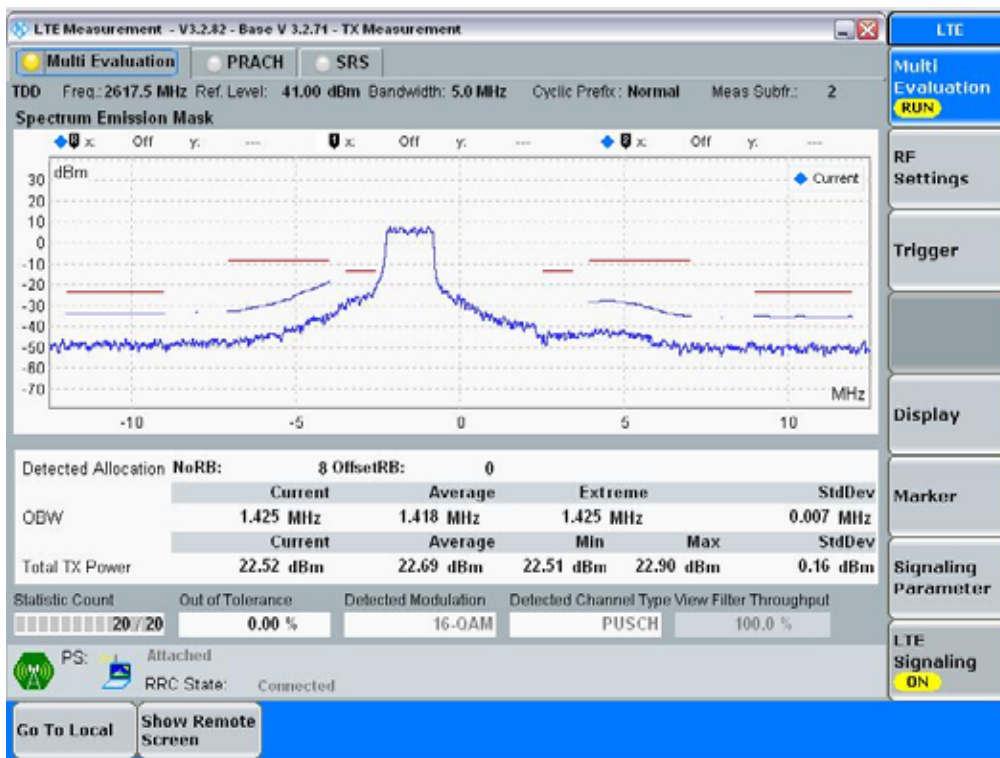 LTE Measurement - V3.2.82 - Base V 3.2.71 - TX Measurement
LTE
Multi Evaluation PRACH SRS
Multi Evaluation RUN
TDD Freq.: 2617.5 MHz Ref. Level: 41.00 dBm Bandwidth: 5.0 MHz Cyclic Prefix: Normal Meas Subfr.: 2
Spectrum Emission Mask
x: Off y: --- 1 x: Off y: --- x: Off y: ---
dBm
Current
30
20
10
0
-10
-20
-30
-40
-50
-60
-70
MHz
-10 -5 0 5 10
RF Settings
Trigger
Display
Marker
Signaling Parameter
LTE Signaling ON
Detected Allocation NoRB: 8 OffsetRB: 0
Current Average Extreme StdDev
OBW 1.425 MHz 1.418 MHz 1.425 MHz 0.007 MHz
Current Average Min Max StdDev
Total TX Power 22.52 dBm 22.69 dBm 22.51 dBm 22.90 dBm 0.16 dBm
Statistic Count Out of Tolerance Detected Modulation Detected Channel Type View Filter Throughput
20 / 20 0.00 % 16-QAM PUSCH 100.0 %
PS: Attached
RRC State: Connected
Go To Local Show Remote Screen